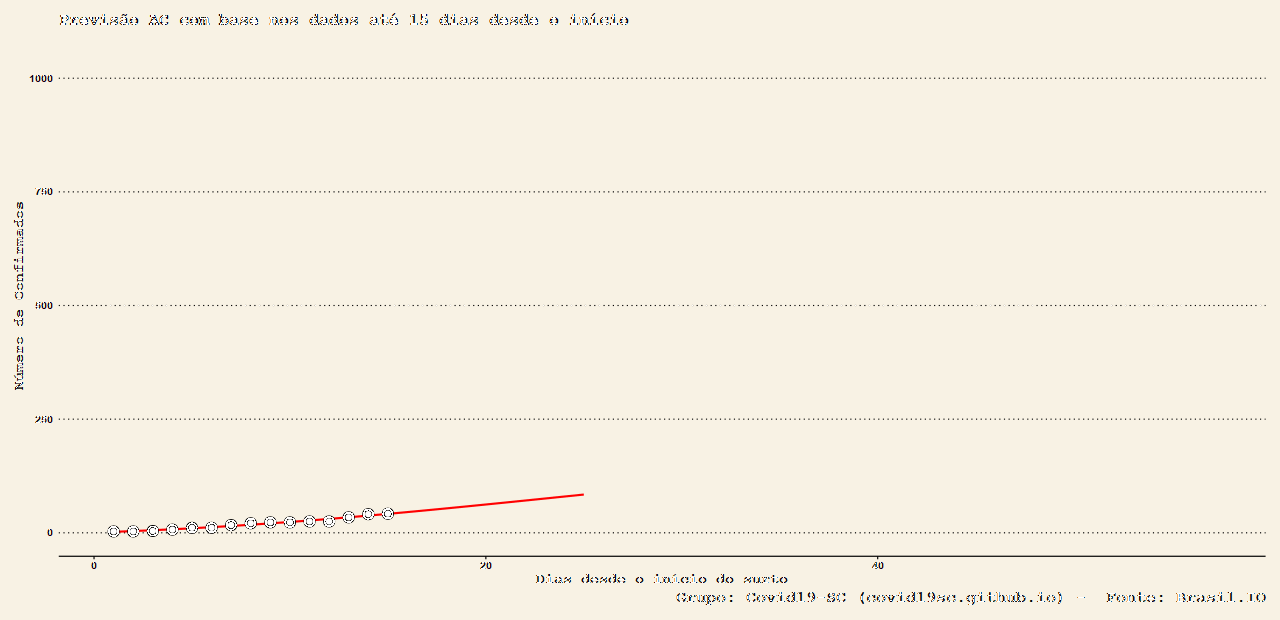 Previsão AC com base nos dados até 15 dias desde o início
1000
750
500
250
0
Número de Confirmados
0
20
40
Dias desde o início do surto
Grupo: Covid19-SC (covid19sc.github.io) -- Fonte: Brasil.IO